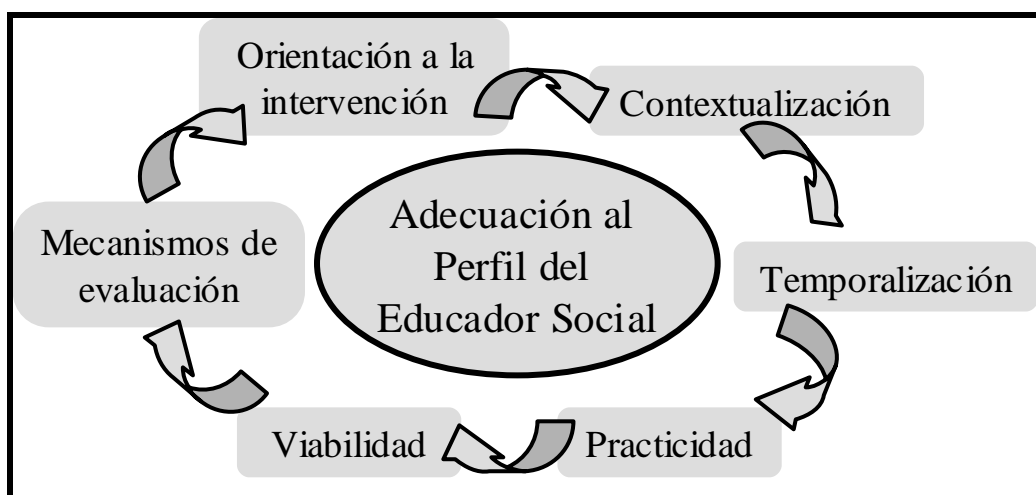 Orientación a la
intervención
Contextualización
Adecuación al
Perfil del
Educador Social
Mecanismos de
evaluación
Temporalización
Viabilidad
Practicidad